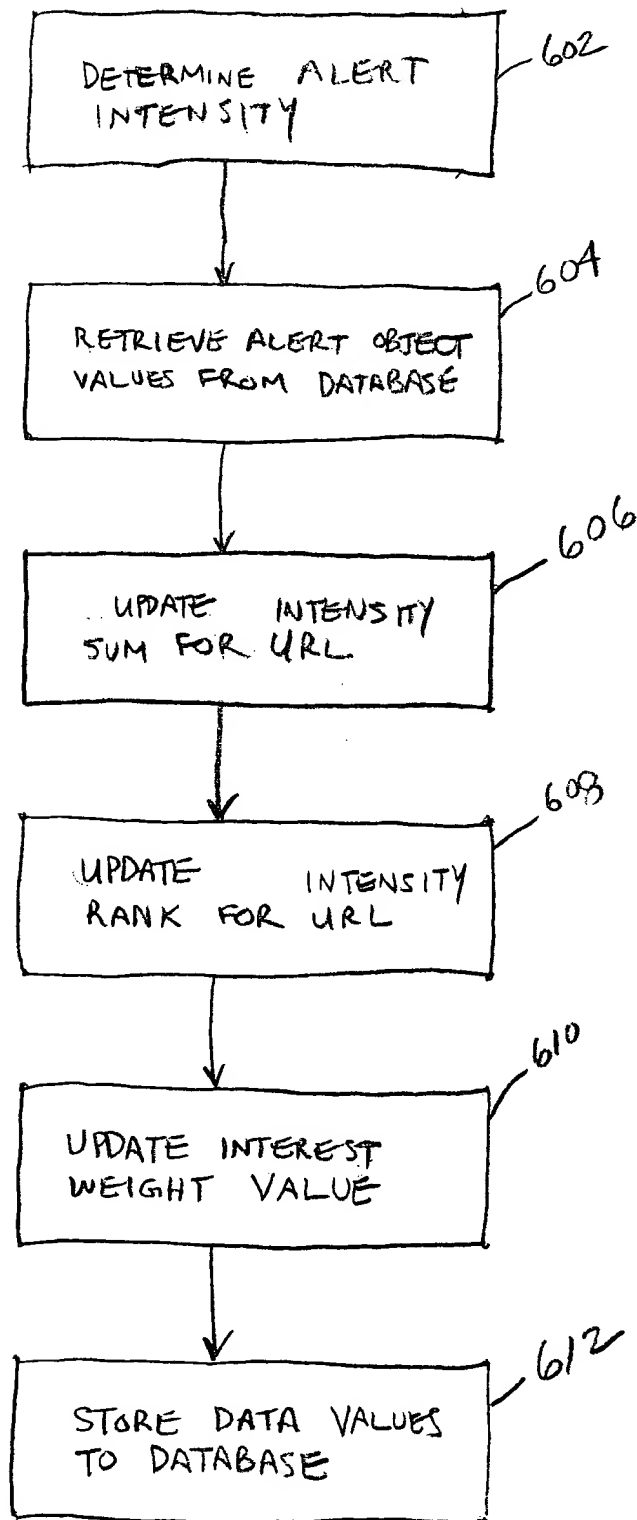 DETERMINE ALERT
INTENSITY
602
RETRIEVE ALERT OBJECT
VALUES FROM DATABASE
604
UPDATE INTENSITY
SUM FOR URL
606
UPDATE INTENSITY
RANK FOR URL
608
UPDATE INTEREST
WEIGHT VALUE
610
STORE DATA VALUES
TO DATABASE
612